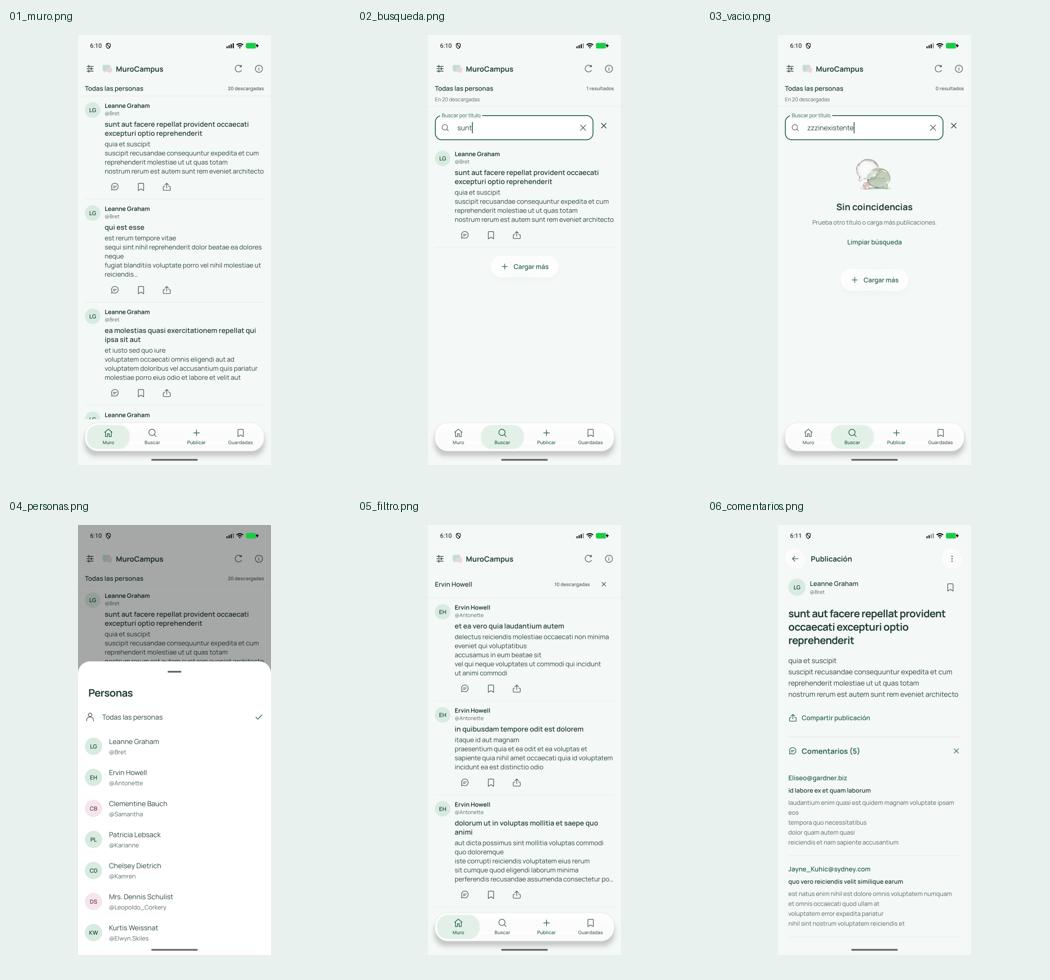 01_muro.png
6:10
MuroCampus
Todas las personas
20 descargadas
LG
Leanne Graham
@Bret
sunt aut facere repellat provident occaecati
excepturi optio reprehenderit
quia et suscipit
suscipit recusandae consequuntur expedita et cum
reprehenderit molestiae ut ut quas totam
nostrum rerum est autem sunt rem eveniet architecto
LG
Leanne Graham
@Bret
qui est esse
est rerum tempore vitae
sequi sint nihil reprehenderit dolor beatae ea dolores
neque
fugiat blanditiis voluptate porro vel nihil molestiae ut
reiciendis...
LG
Leanne Graham
@Bret
ea molestias quasi exercitationem repellat qui
ipsa sit aut
et iusto sed quo iure
voluptatem occaecati omnis eligendi aut ad
voluptatem doloribus vel accusantium quis pariatur
molestiae porro eius odio et labore et velit aut
LG
Leanne Graham
Muro
Buscar
Publicar
Guardadas
02_busqueda.png
6:10
MuroCampus
Todas las personas
1 resultados
En 20 descargadas
Buscar por título
sunt
LG
Leanne Graham
@Bret
sunt aut facere repellat provident occaecati
excepturi optio reprehenderit
quia et suscipit
suscipit recusandae consequuntur expedita et cum
reprehenderit molestiae ut ut quas totam
nostrum rerum est autem sunt rem eveniet architecto
Cargar más
Muro
Buscar
Publicar
Guardadas
03_vacio.png
6:10
MuroCampus
Todas las personas
0 resultados
En 20 descargadas
Buscar por título
zzzinexistente
Sin coincidencias
Prueba otro título o carga más publicaciones.
Limpiar búsqueda
Cargar más
Muro
Buscar
Publicar
Guardadas
04_personas.png
6:10
MuroCampus
Todas las personas
20 descargadas
LG
Leanne Graham
@Bret
sunt aut facere repellat provident occaecati
excepturi optio reprehenderit
quia et suscipit
suscipit recusandae consequuntur expedita et cum
reprehenderit molestiae ut ut quas totam
Personas
Todas las personas
LG
Leanne Graham
@Bret
EH
Ervin Howell
@Antonette
CB
Clementine Bauch
@Samantha
PL
Patricia Lebsack
@Karianne
CD
Chelsey Dietrich
@Kamren
DS
Mrs. Dennis Schulist
@Leopoldo_Corkery
KW
Kurtis Weissnat
@Elwyn.Skiles
05_filtro.png
6:10
MuroCampus
Ervin Howell
10 descargadas
EH
Ervin Howell
@Antonette
et ea vero quia laudantium autem
delectus reiciendis molestiae occaecati non minima
eveniet qui voluptatibus
accusamus in eum beatae sit
vel qui neque voluptates ut commodi qui incidunt
ut animi commodi
EH
Ervin Howell
@Antonette
in quibusdam tempore odit est dolorem
itaque id aut magnam
praesentium quia et ea odit et ea voluptas et
sapiente quia nihil amet occaecati quia id voluptatem
incidunt ea est distinctio odio
EH
Ervin Howell
@Antonette
dolorum ut in voluptas mollitia et saepe quo
animi
aut dicta possimus sint mollitia voluptas commodi
quo doloremque
iste corrupti reiciendis voluptatem eius rerum
sit cumque quod eligendi laborum minima
perferendis recusandae assumenda consectetur po...
Muro
Buscar
Publicar
Guardadas
06_comentarios.png
6:11
Publicación
LG
Leanne Graham
@Bret
sunt aut facere repellat provident
occaecati excepturi optio
reprehenderit
quia et suscipit
suscipit recusandae consequuntur expedita et cum
reprehenderit molestiae ut ut quas totam
nostrum rerum est autem sunt rem eveniet architecto
Compartir publicación
Comentarios (5)
Eliseo@gardner.biz
id labore ex et quam laborum
laudantium enim quasi est quidem magnam voluptate ipsam
eos
tempora quo necessitatibus
dolor quam autem quasi
reiciendis et nam sapiente accusantium
Jayne_Kuhic@sydney.com
quo vero reiciendis velit similique earum
est natus enim nihil est dolore omnis voluptatem numquam
et omnis occaecati quod ullam at
voluptatem error expedita pariatur
nihil sint nostrum voluptatem reiciendis et